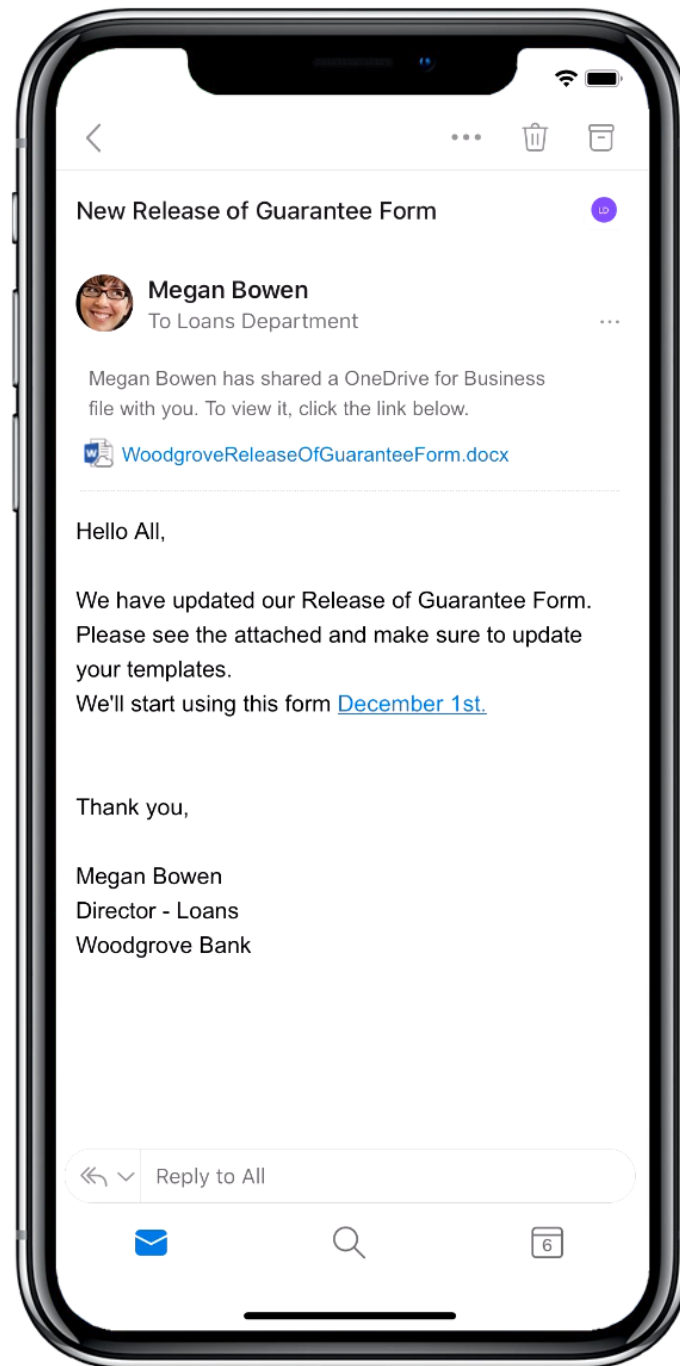 New Release of Guarantee Form
LD
Megan Bowen
To Loans Department
Megan Bowen has shared a OneDrive for Business
file with you. To view it, click the link below.
WoodgroveReleaseOfGuaranteeForm.docx
Hello All,
We have updated our Release of Guarantee Form.
Please see the attached and make sure to update
your templates.
We'll start using this form December 1st.
Thank you,
Megan Bowen
Director - Loans
Woodgrove Bank
Reply to All
6